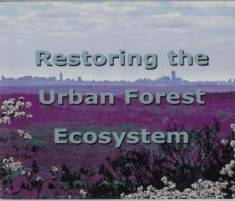 Restoring the
Urban Forest
Ecosystem